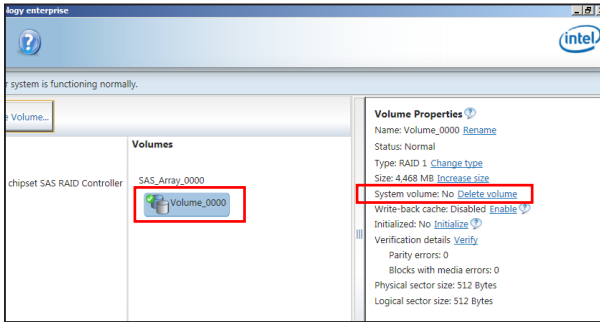 logy enterprise
intel
r system is functioning normally.
e Volume...
Volumes
chipset SAS RAID Controller
SAS_Array_0000
Volume_0000
Volume Properties
Name: Volume_0000 Rename
Status: Normal
Type: RAID 1 Change type
Size: 4,468 MB Increase size
System volume: No Delete volume
Write-back cache: Disabled Enable
Initialized: No Initialize
Verification details Verify
Parity errors: 0
Blocks with media errors: 0
Physical sector size: 512 Bytes
Logical sector size: 512 Bytes